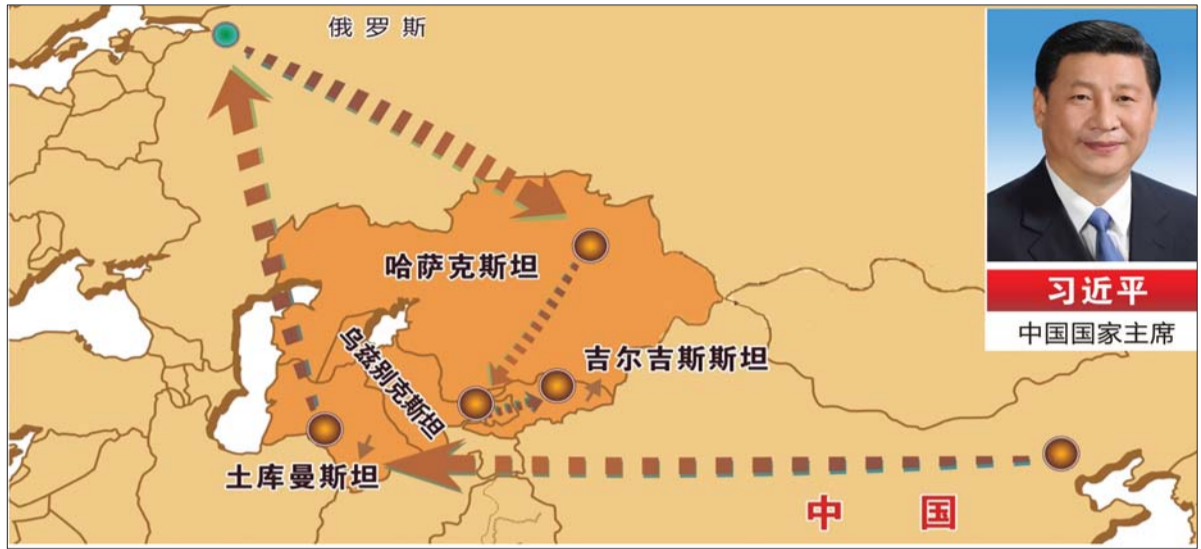 俄罗斯
哈萨克斯坦
乌兹别克斯坦
吉尔吉斯斯坦
土库曼斯坦
中国
习近平
中国国家主席